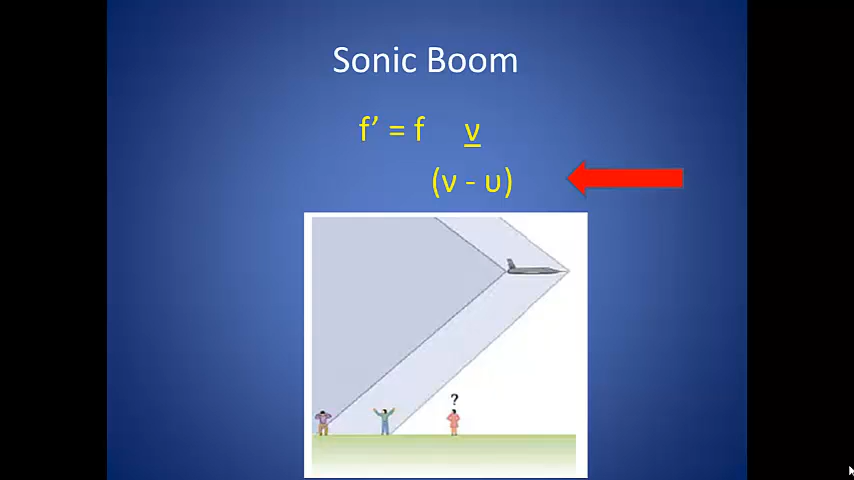 Sonic Boom
f’ = f v
(v - υ)
?